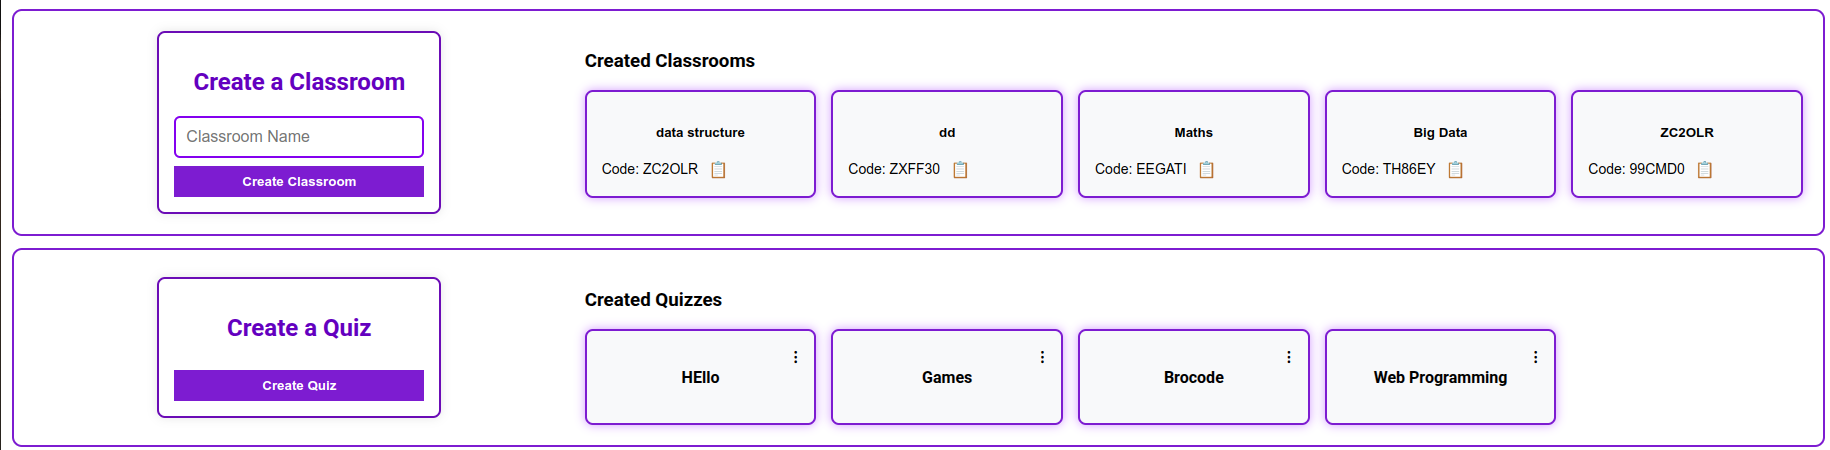 Create a Classroom
Classroom Name
Create Classroom
Created Classrooms
data structure
Code: ZC2OLR
dd
Code: ZXFF30
Maths
Code: EEGATI
Big Data
Code: TH86EY
ZC2OLR
Code: 99CMD0
Create a Quiz
Create Quiz
Created Quizzes
HEllo
Games
Brocode
Web Programming